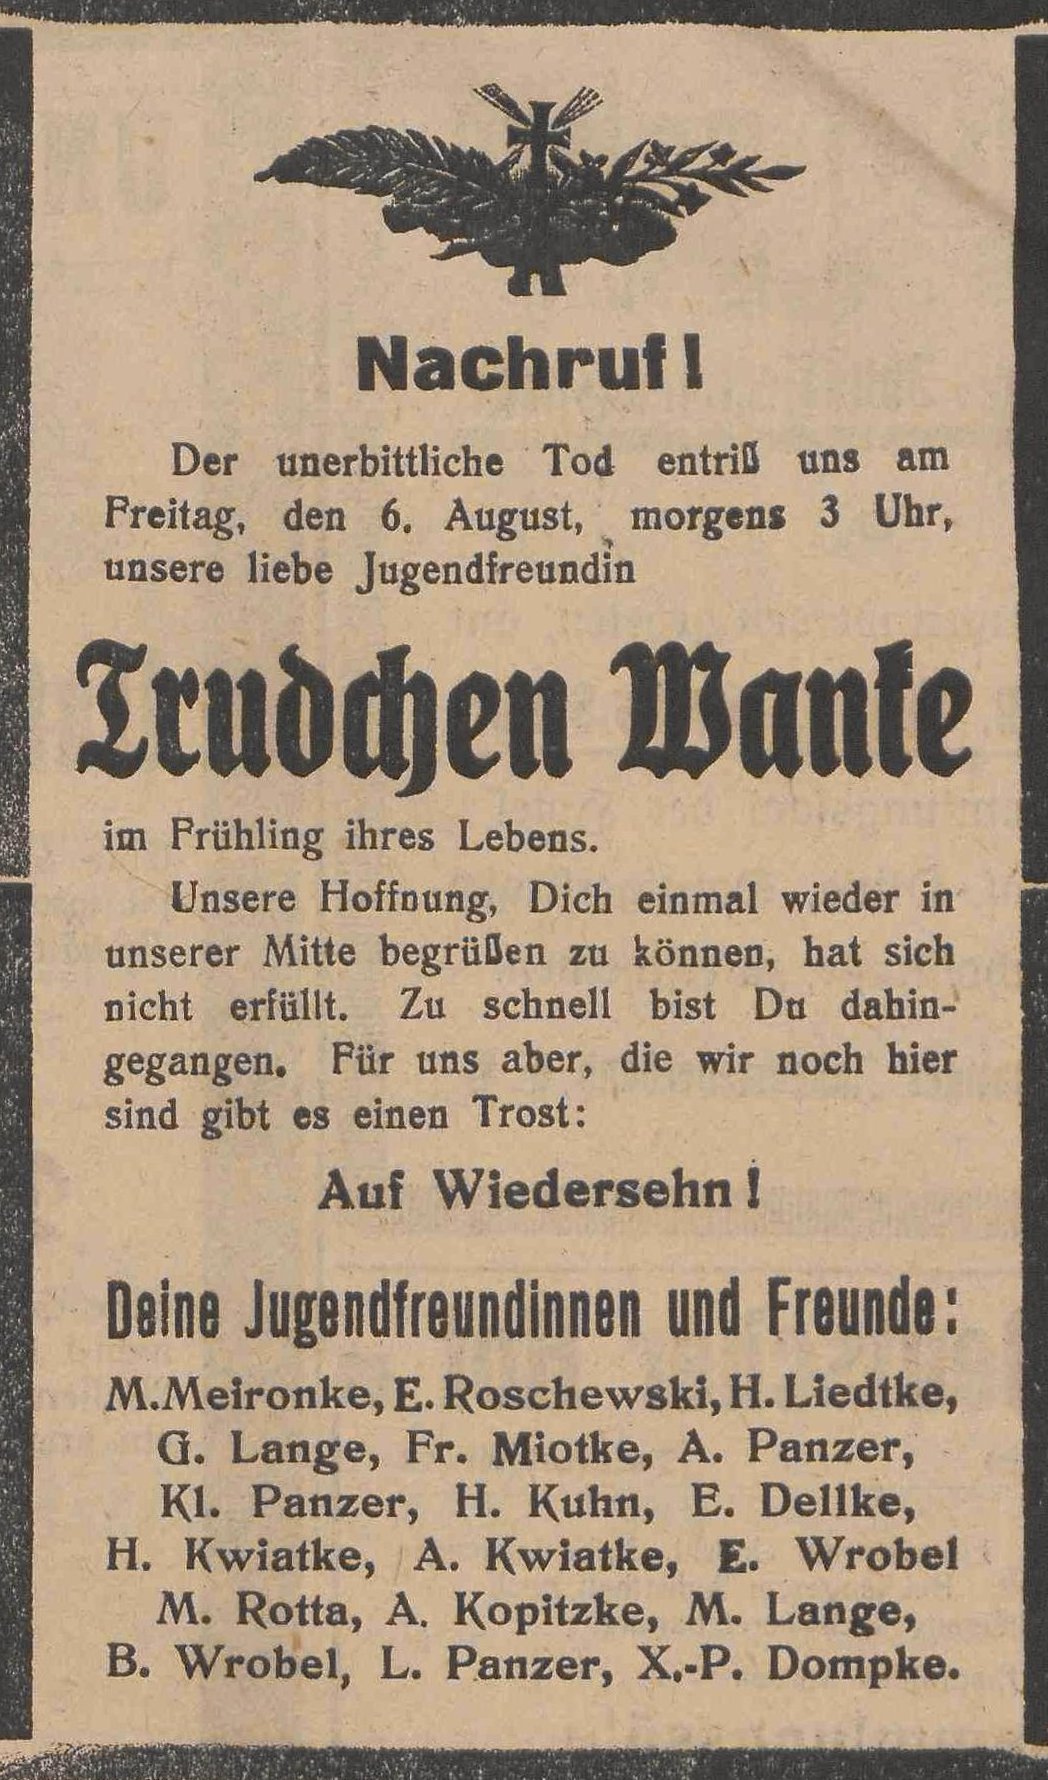 Nachruf!
Der unerbittliche Tod entriß uns am
Freitag, den 6. August, morgens 3 Uhr,
unsere liebe Jugendfreundin
Trudchen Wanke
im Frühling ihres Lebens.
Unsere Hoffnung, Dich einmal wieder in
unserer Mitte begrüßen zu können, hat sich
nicht erfüllt. Zu schnell bist Du dahin-
gegangen. Für uns aber, die wir noch hier
sind gibt es einen Trost:
Auf Wiedersehn!
Deine Jugendfreundinnen und Freunde:
M. Meironke, E. Roschewski, H. Liedtke,
G. Lange, Fr. Miotke, A. Panzer,
Kl. Panzer, H. Kuhn, E. Dellke,
H. Kwiatke, A. Kwiatke, E. Wrobel
M. Rotta, A. Kopitzke, M. Lange,
B. Wrobel, L. Panzer, X.-P. Dompke.